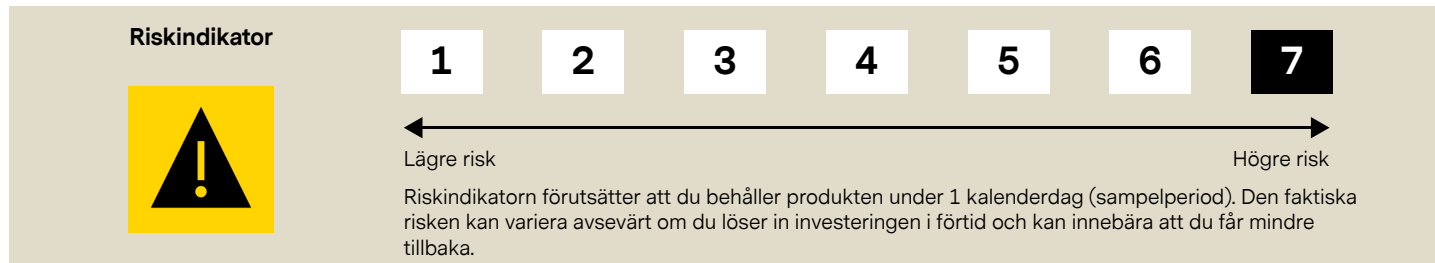 Riskindikator
1 2 3 4 5 6 7
Lägre risk Högre risk
Riskindikatorn förutsätter att du behåller produkten under 1 kalenderdag (sampelperiod). Den faktiska
risken kan variera avsevärt om du löser in investeringen i förtid och kan innebära att du får mindre
tillbaka.